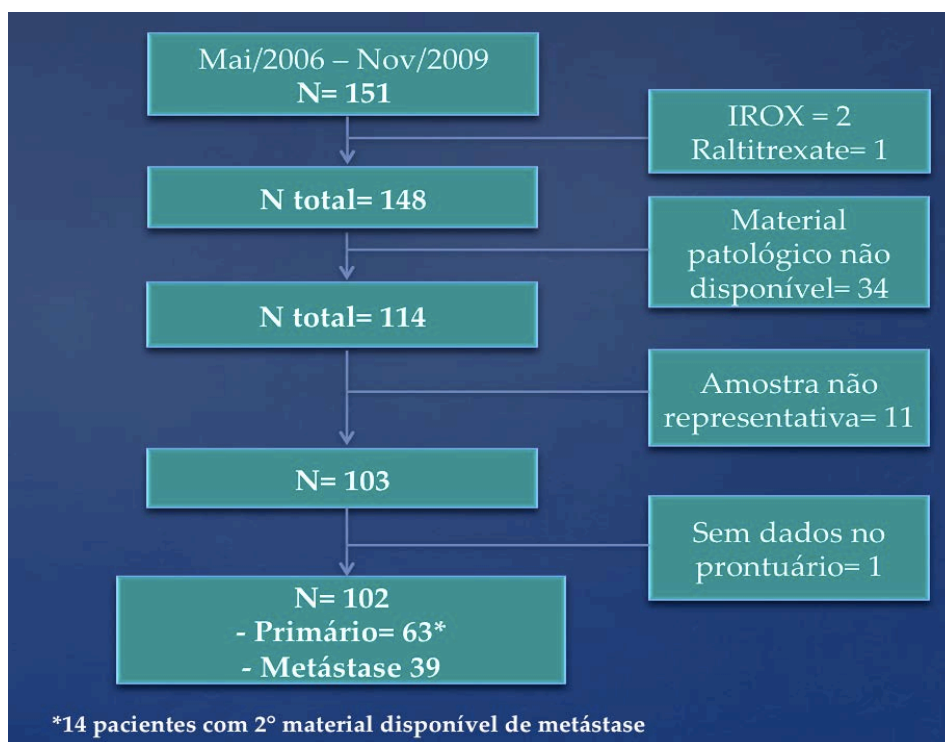 Mai/2006 – Nov/2009
N= 151
IROX = 2
Raltitrexate= 1
N total= 148
Material
patológico não
disponível= 34
N total= 114
Amostra não
representativa= 11
N= 103
Sem dados no
prontuário= 1
N= 102
- Primário= 63*
- Metástase 39
*14 pacientes com 2° material disponível de metástase